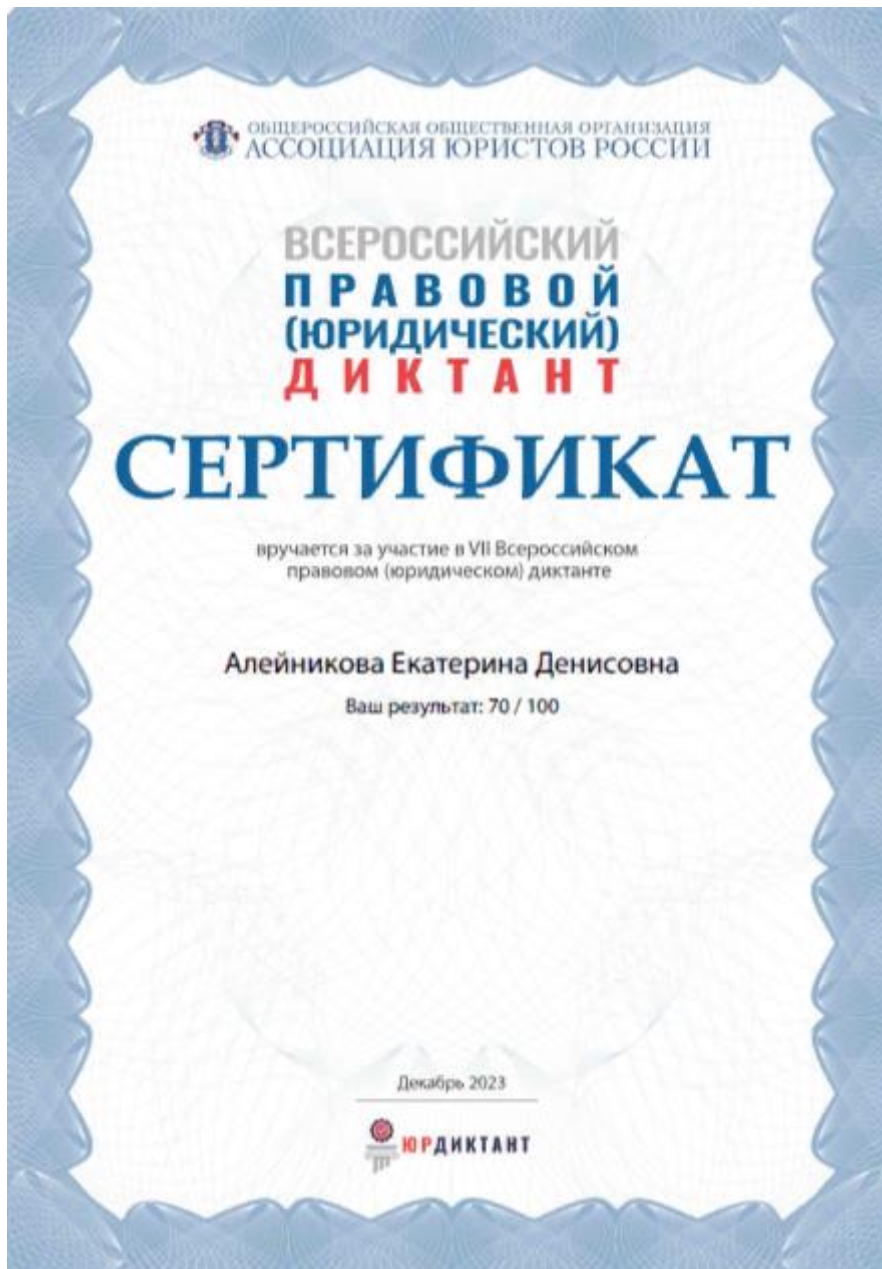 ОБЩЕРОССИЙСКАЯ ОБЩЕСТВЕННАЯ ОРГАНИЗАЦИЯ
АССОЦИАЦИЯ ЮРИСТОВ РОССИИ
ВСЕРОССИЙСКИЙ
ПРАВОВОЙ
(ЮРИДИЧЕСКИЙ)
ДИКТАНТ
СЕРТИФИКАТ
вручается за участие в VII Всероссийском
правовом (юридическом) диктанте
Алейникова Екатерина Денисовна
Ваш результат: 70 / 100
Декабрь 2023
ЮРДИКТАНТ